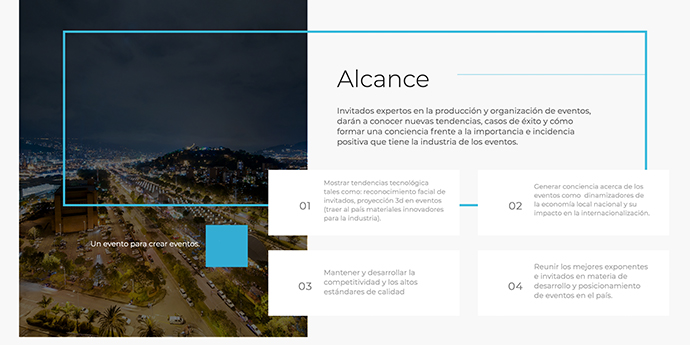 Alcance
Invitados expertos en la producción y organización de eventos,
darán a conocer nuevas tendencias, casos de éxito y cómo
formar una conciencia frente a la importancia e incidencia
positiva que tiene la industria de los eventos.
01
Mostrar tendencias tecnológica
tales como: reconocimiento facial de
invitados, proyección 3d en eventos
(traer al país materiales innovadores
para la industria).
02
Generar conciencia acerca de los
eventos como dinamizadores de
la economía local nacional y su
impacto en la internacionalización.
Un evento para crear eventos.
03
Mantener y desarrollar la
competitividad y los altos
estándares de calidad
04
Reunir los mejores exponentes
e invitados en materia de
desarrollo y posicionamiento
de eventos en el país.